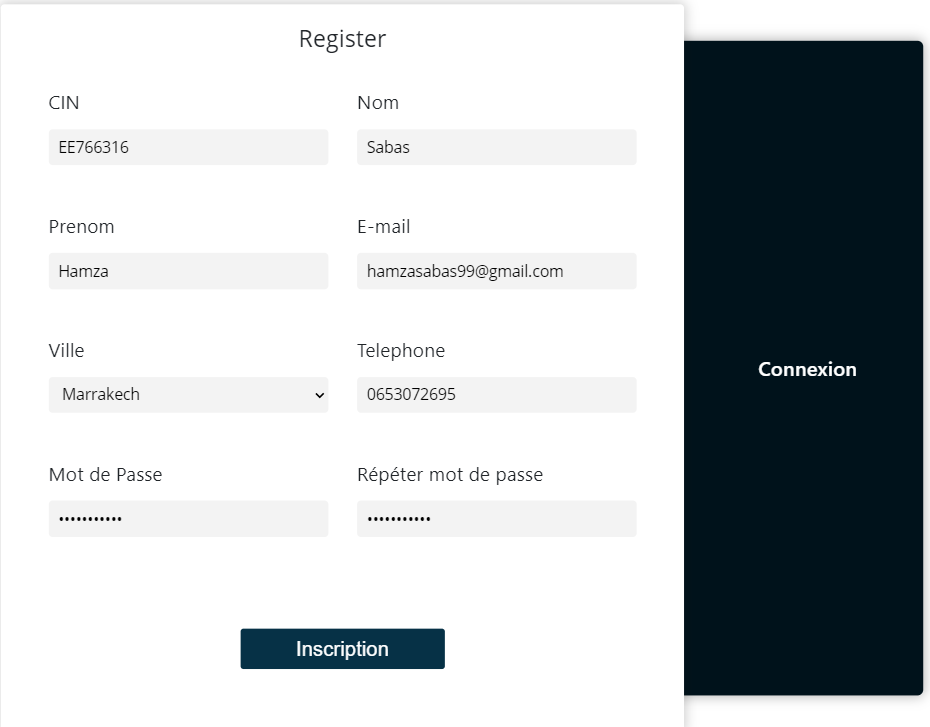 Register
CIN
Nom
EE766316
Sabas
Prenom
E-mail
Hamza
hamzasabas99@gmail.com
Ville
Telephone
Marrakech
0653072695
Connexion
Mot de Passe
Répéter mot de passe
•••••••••••
•••••••••••
Inscription